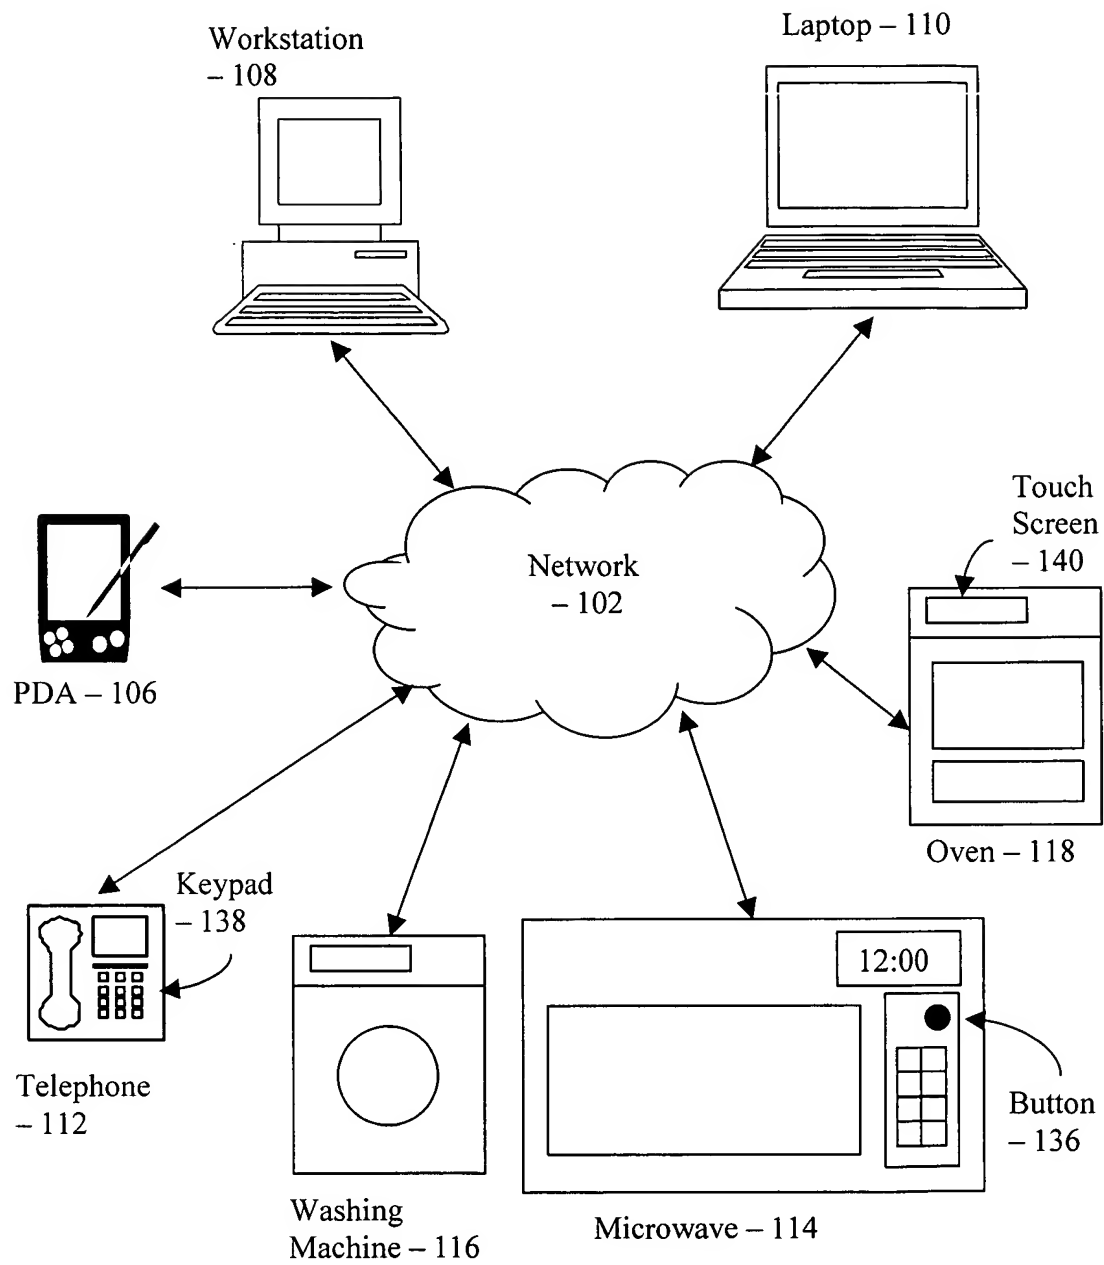 Workstation
– 108
Laptop – 110
Touch
Screen
– 140
Network
– 102
PDA – 106
Oven – 118
Keypad
– 138
12:00
Telephone
– 112
Button
– 136
Washing
Machine – 116
Microwave – 114